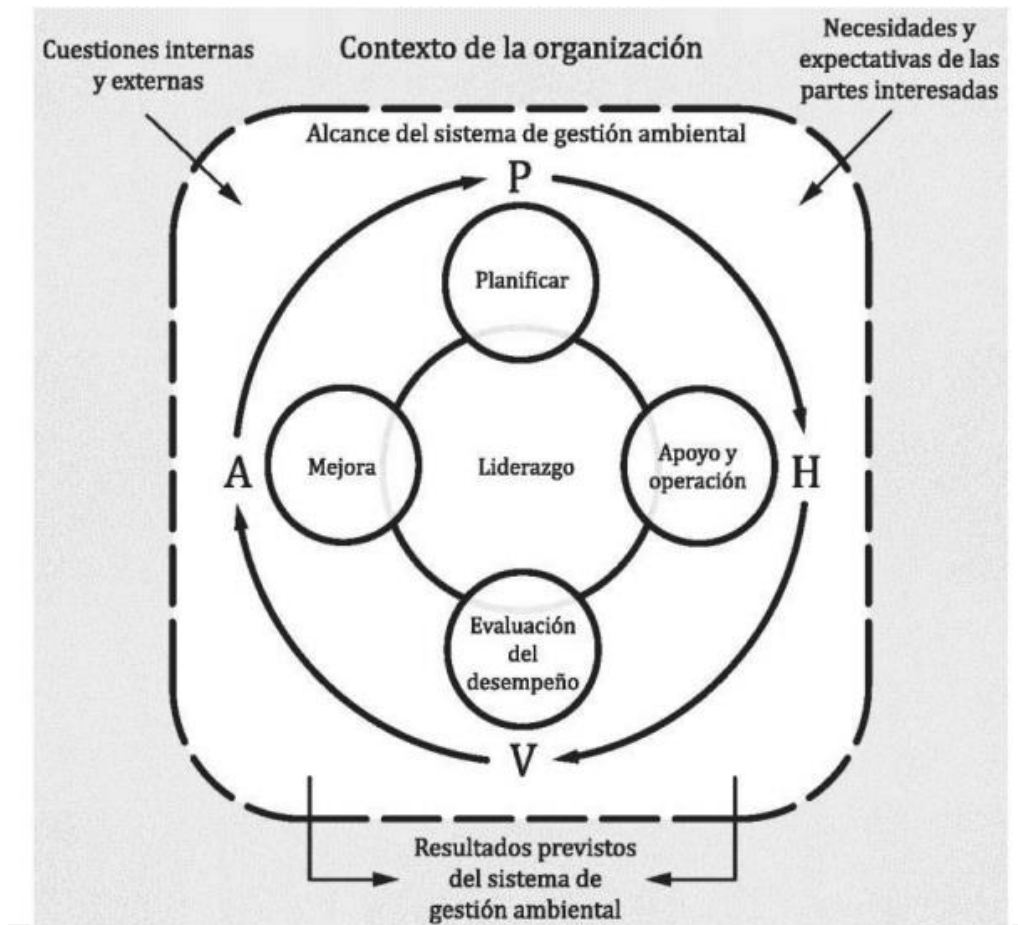 Cuestiones internas
y externas
Contexto de la organización
Necesidades y
expectativas de las
partes interesadas
Alcance del sistema de gestión ambiental
P
Planificar
A
Mejora
Liderazgo
Apoyo y
operación
H
Evaluación
del
desempeño
V
Resultados previstos
del sistema de
gestión ambiental